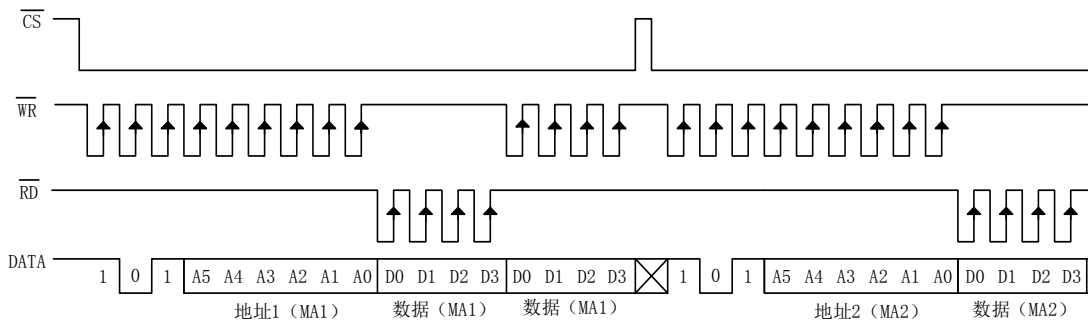 CS
WR
RD
DATA 1 0 1 A5 A4 A3 A2 A1 A0 D0 D1 D2 D3 D0 D1 D2 D3 1 0 1 A5 A4 A3 A2 A1 A0 D0 D1 D2 D3
地址1（MA1） 数据（MA1） 数据（MA1） 地址2（MA2） 数据（MA2）